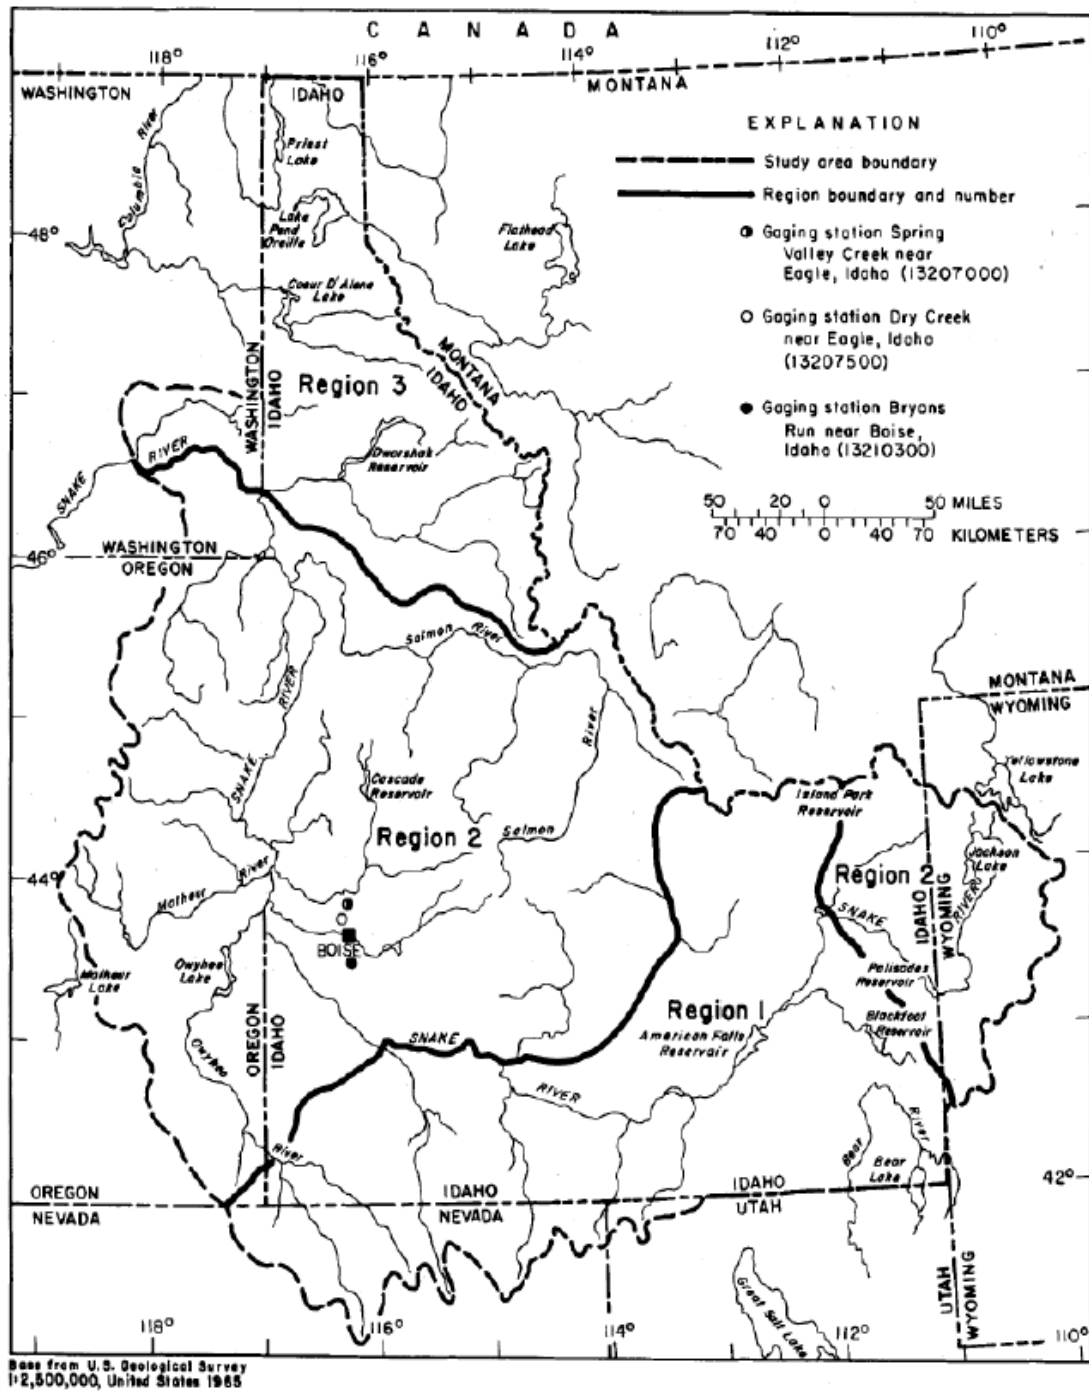 CANADA
118°
116°
114°
112°
110°
WASHINGTON
IDAHO
MONTANA
EXPLANATION
Study area boundary
Region boundary and number
Gaging station Spring
Valley Creek near
Eagle, Idaho (13207000)
Gaging station Dry Creek
near Eagle, Idaho
(13207500)
Gaging station Bryans
Run near Boise,
Idaho (13210300)
50 20 0 50 MILES
70 40 0 40 70 KILOMETERS
Columbia River
Priest
Lake
Lake
Pend
Oreille
Flathead
Lake
48°
Coeur D'Alene
Lake
MONTANA
IDAHO
WASHINGTON
IDAHO
Region 3
Dworshak
Reservoir
SNAKE RIVER
WASHINGTON
46°
OREGON
Salmon River
MONTANA
WYOMING
RIVER
SNAKE
River
Cascade
Reservoir
Yellowstone
Lake
Island Park
Reservoir
Region 2
Salmon
Jackson
Lake
Region 2
44°
Malheur River
SNAKE
RIVER
IDAHO
WYOMING
BOISE
Owyhee
Lake
Malheur
Lake
Palisades
Reservoir
Region 1
Blackfoot
Reservoir
American Falls
Reservoir
OREGON
IDAHO
SNAKE
RIVER
Owyhee
River
Bear
River
Bear
Lake
42°
OREGON
NEVADA
IDAHO
NEVADA
IDAHO
UTAH
UTAH
WYOMING
Great Salt Lake
118°
116°
114°
112°
110°
Base from U.S. Geological Survey
1:2,500,000, United States 1965